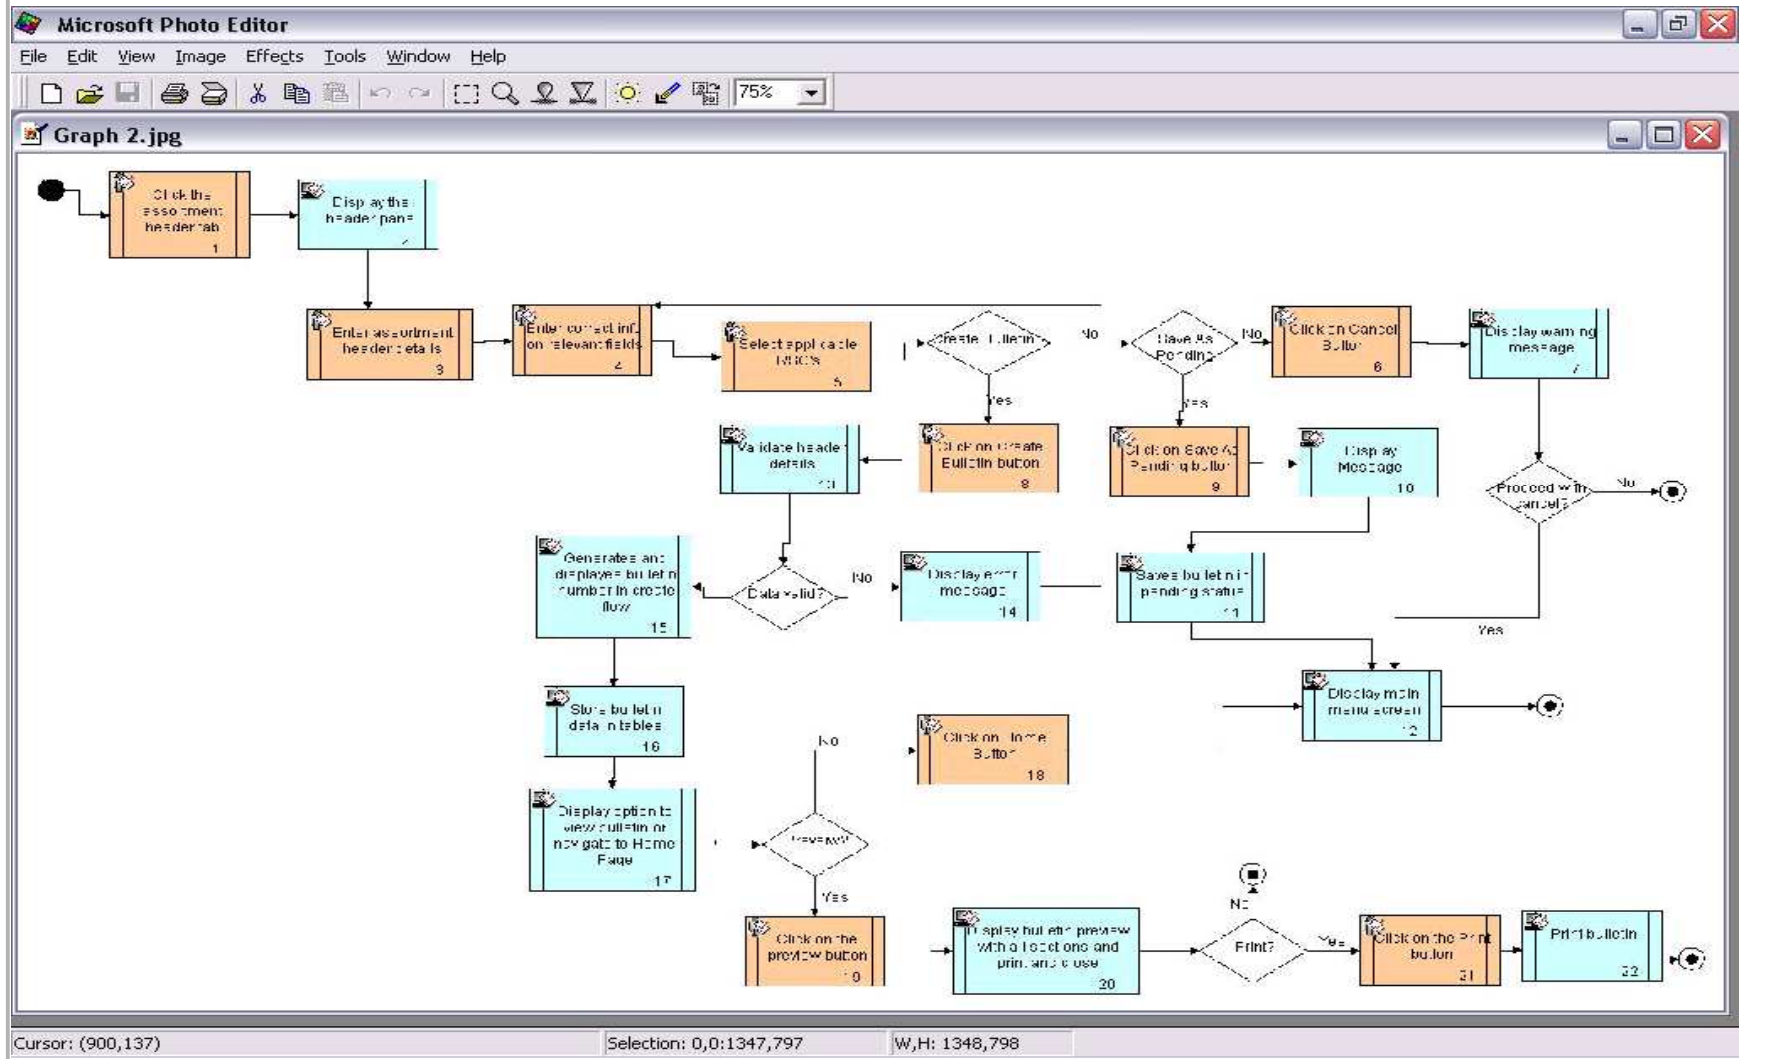 Microsoft Photo Editor
File Edit View Image Effects Tools Window Help
75%
Graph 2.jpg
Click the
assortment
header tab
1
Display the
header pane
Enter assortment
header details
3
Enter correct info
on relevant fields
Select applicable
5
Create Bulletin
No
Save As
Pending
No
Click on Cancel
Button
6
Display warning
message
7
Yes
Yes
Validate header
details
13
Click on Create
Bulletin button
8
Click on Save As
Pending button
9
Display
Message
10
Proceed with
cancel?
No
Generates and
displayes bulletin
number in create
flow
15
Data valid?
No
Display error
message
14
Saves bulletin in
pending status
11
Yes
Store bulletin
data in tables
16
Display main
menu screen
12
No
Click on Home
Button
18
Display option to
view bulletin or
navigate to Home
Page
17
Preview?
Yes
No
Click on the
preview button
19
Display bulletin preview
with all sections and
print and close
20
Print?
Yes
Click on the Print
button
21
Print bulletin
22
Cursor: (900,137)
Selection: 0,0:1347,797
W,H: 1348,798